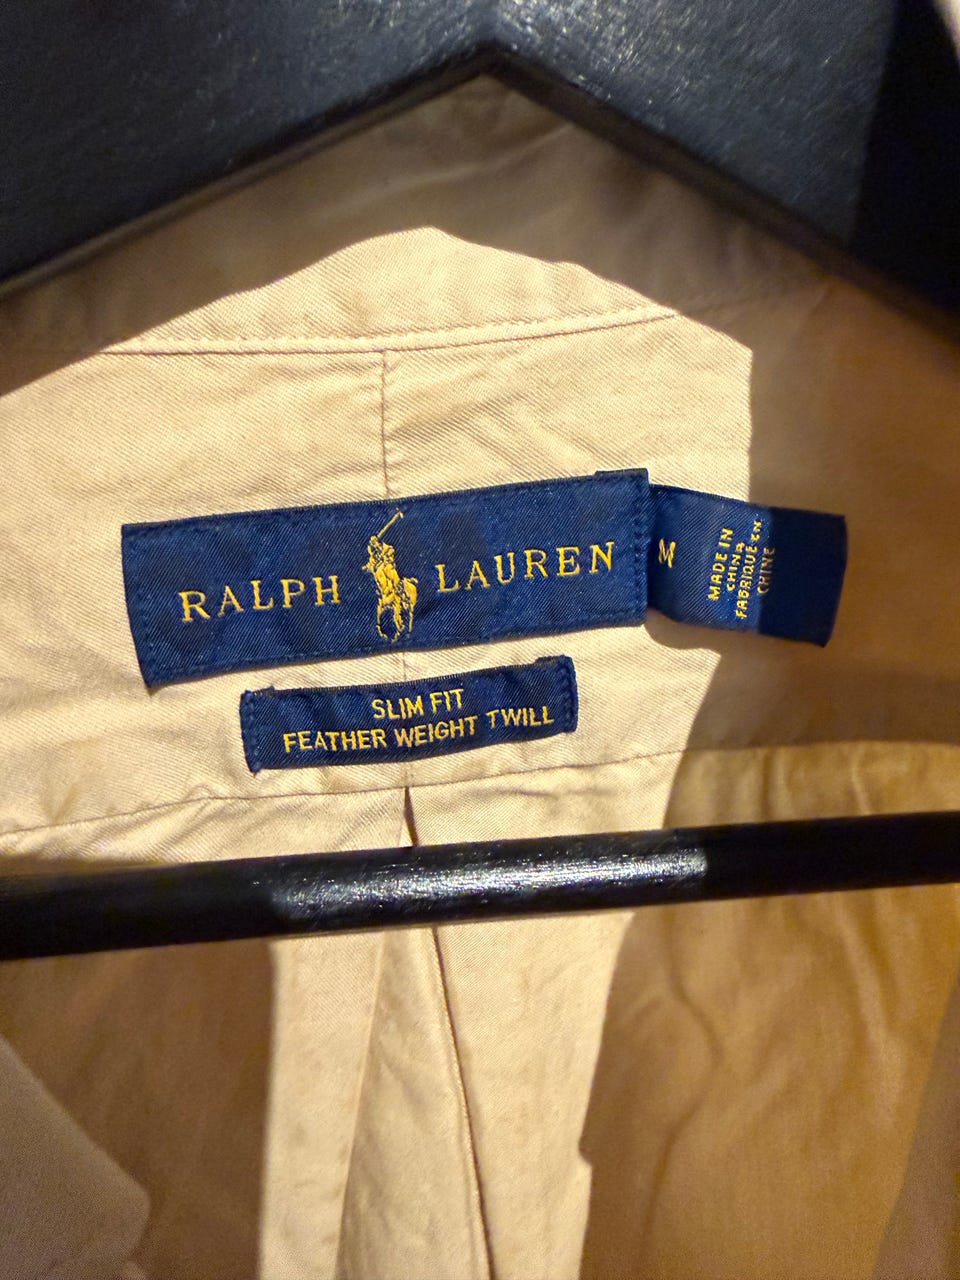 RALPH LAUREN
M
MADE IN
CHINA
FABRIQUÉ EN
CHINE
SLIM FIT
FEATHER WEIGHT TWILL